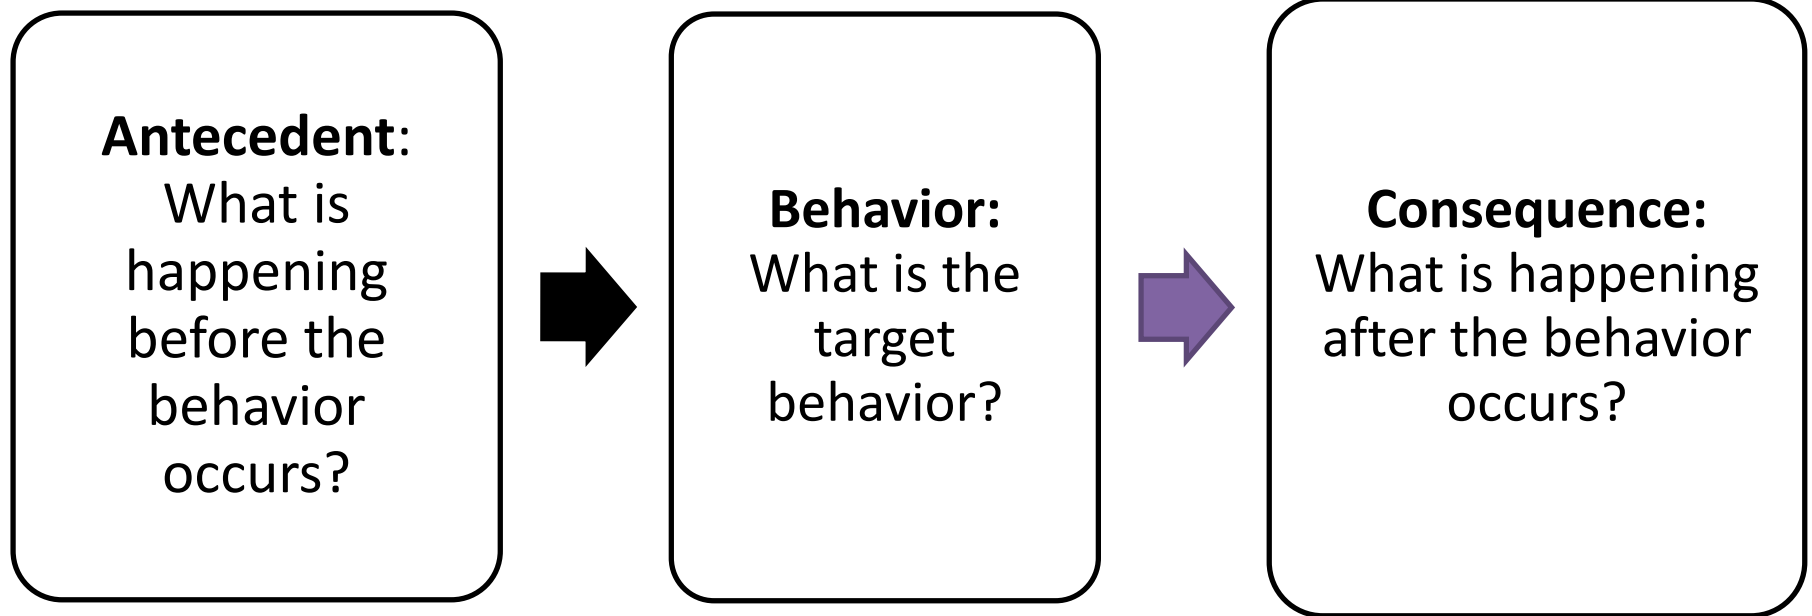 Antecedent:
What is
happening
before the
behavior
occurs?
Behavior:
What is the
target
behavior?
Consequence:
What is happening
after the behavior
occurs?